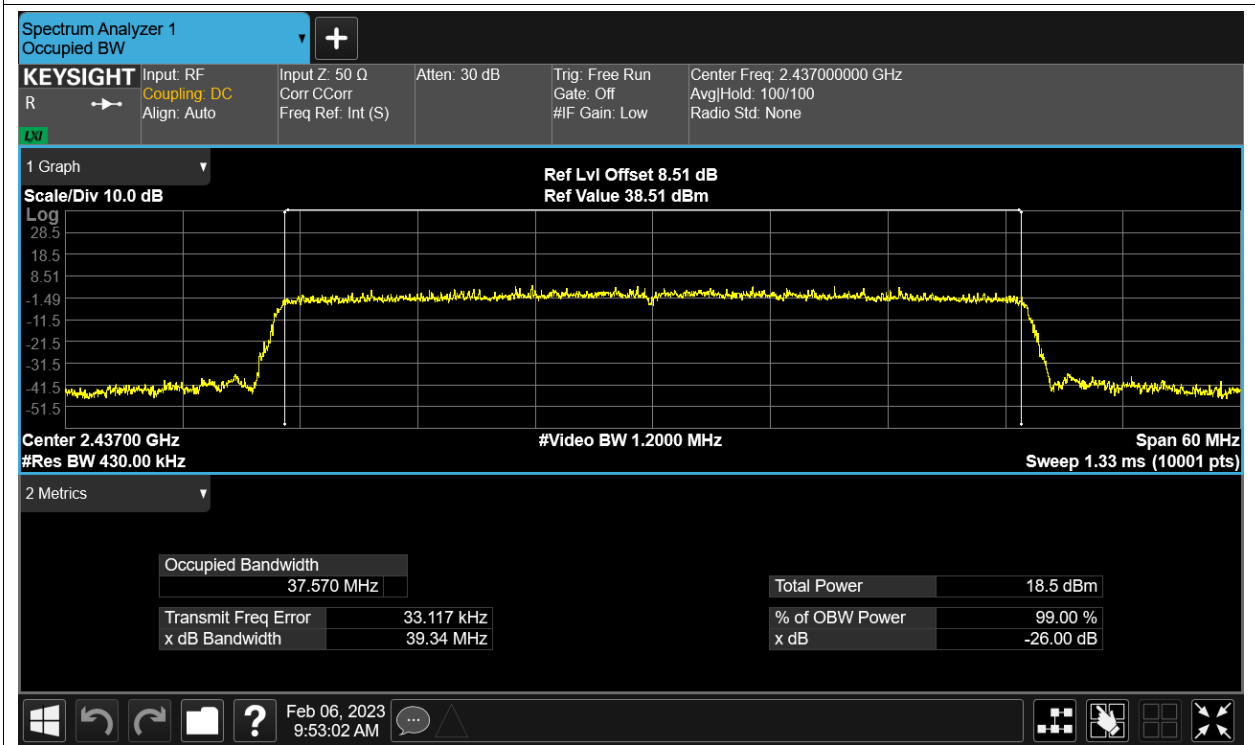 Spectrum Analyzer 1
Occupied BW
KEYSIGHT
R
LXI
Input: RF
Coupling: DC
Align: Auto
Input Z: 50 Ω
Corr CCorr
Freq Ref: Int (S)
Atten: 30 dB
Trig: Free Run
Gate: Off
#IF Gain: Low
Center Freq: 2.437000000 GHz
Avg|Hold: 100/100
Radio Std: None
1 Graph
Scale/Div 10.0 dB
Ref Lvl Offset 8.51 dB
Ref Value 38.51 dBm
Log
28.5
18.5
8.51
-1.49
-11.5
-21.5
-31.5
-41.5
-51.5
Center 2.43700 GHz
#Video BW 1.2000 MHz
Span 60 MHz
#Res BW 430.00 kHz
Sweep 1.33 ms (10001 pts)
2 Metrics
Occupied Bandwidth
37.570 MHz
Transmit Freq Error 33.117 kHz
x dB Bandwidth 39.34 MHz
Total Power 18.5 dBm
% of OBW Power 99.00 %
x dB -26.00 dB
?
Feb 06, 2023
9:53:02 AM